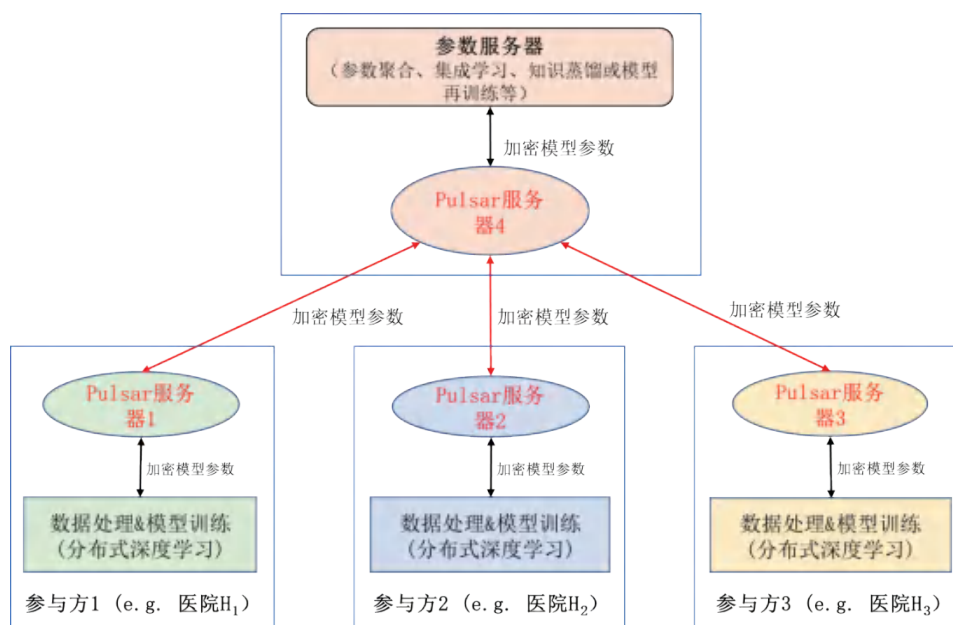 参数服务器
（参数聚合、集成学习、知识蒸馏或模型
再训练等）
加密模型参数
Pulsar服务
器4
加密模型参数
加密模型参数
加密模型参数
Pulsar服务
器1
Pulsar服务
器2
Pulsar服务
器3
加密模型参数
加密模型参数
加密模型参数
数据处理&模型训练
(分布式深度学习)
数据处理&模型训练
(分布式深度学习)
数据处理&模型训练
(分布式深度学习)
参与方1（e.g. 医院H₁）
参与方2（e.g. 医院H₂）
参与方3（e.g. 医院H₃）